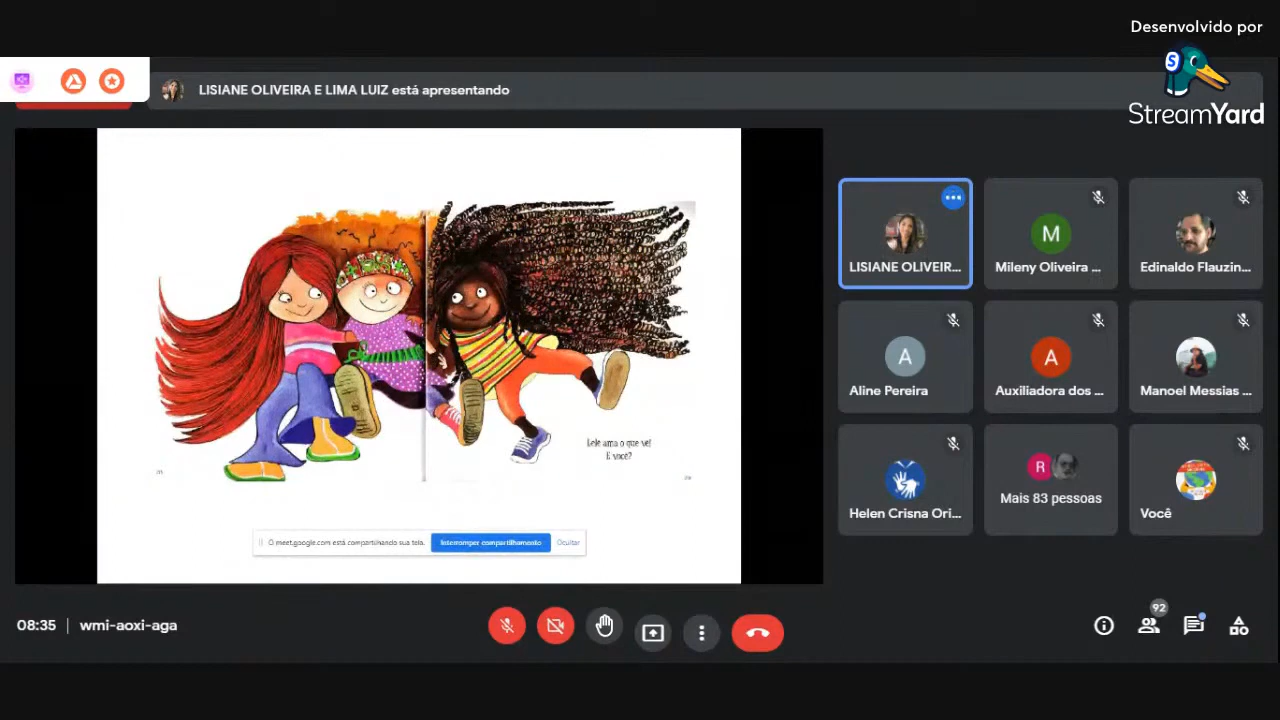 Desenvolvido por
StreamYard
LISIANE OLIVEIRA E LIMA LUIZ está apresentando
Lele ama o que vê!
E você?
O meet.google.com está compartilhando sua tela.
Interromper compartilhamento
Ocultar
LISIANE OLIVEIR...
M
Mileny Oliveira ...
Edinaldo Flauzin...
A
Aline Pereira
A
Auxiliadora dos ...
Manoel Messias ...
Helen Crisna Ori...
R
Mais 83 pessoas
Você
08:35 | wmi-aoxi-aga
92